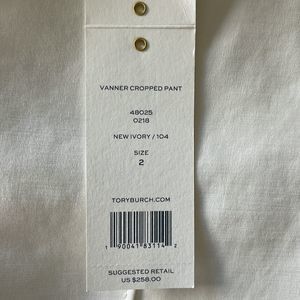 VANNER CROPPED PANT
48025
0218
NEW IVORY / 104
SIZE
2
TORYBURCH.COM
1 90041 83114 2
SUGGESTED RETAIL
US $258.00